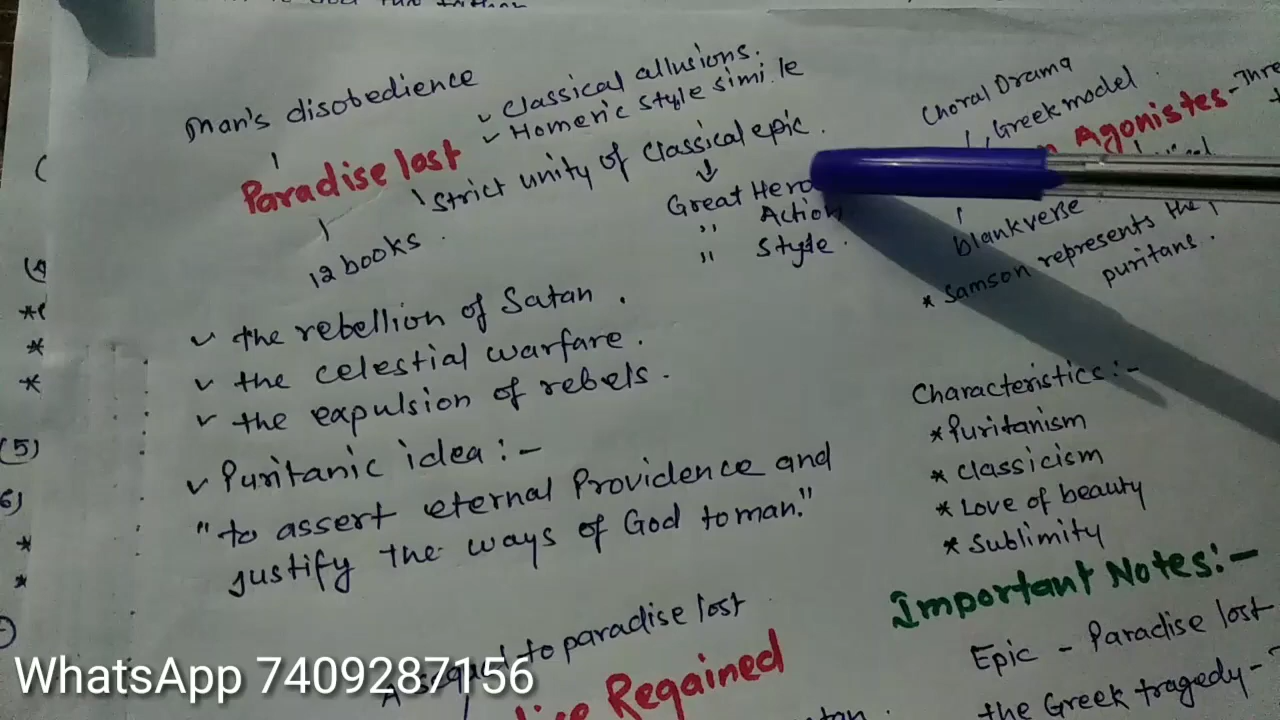 man's disobedience
Paradise lost
✓ Classical allusions.
✓ Homeric style simile
strict unity of classical epic.
Great Hero
" Action
" Style.
12 books.
✓ the rebellion of Satan.
✓ the celestial warfare.
✓ the expulsion of rebels.
✓ Puritanic idea:-
"to assert eternal Providence and
justify the ways of God to man."
A sequel to paradise lost
Regained
Choral Drama
Greek model
Agonistes-
blankverse
* Samson represents the
puritans.
Characteristics:-
* Puritanism
* Classicism
* Love of beauty
* Sublimity
Important Notes:-
Epic - Paradise lost
the Greek tragedy-
(5)
6)
WhatsApp 7409287156